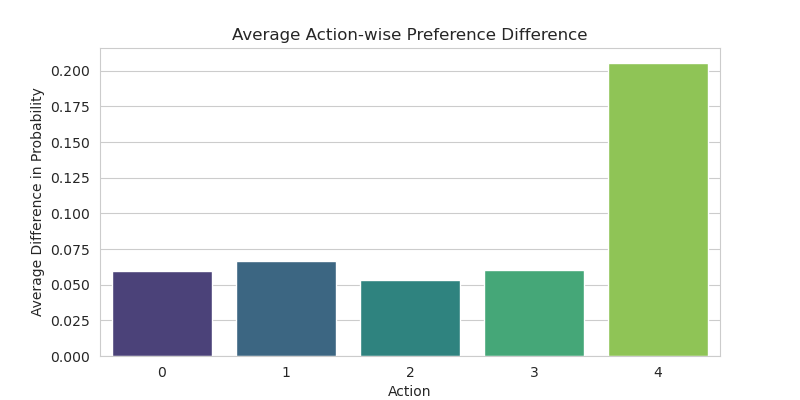 Average Action-wise Preference Difference
Average Difference in Probability
0.200
0.175
0.150
0.125
0.100
0.075
0.050
0.025
0.000
0 1 2 3 4
Action